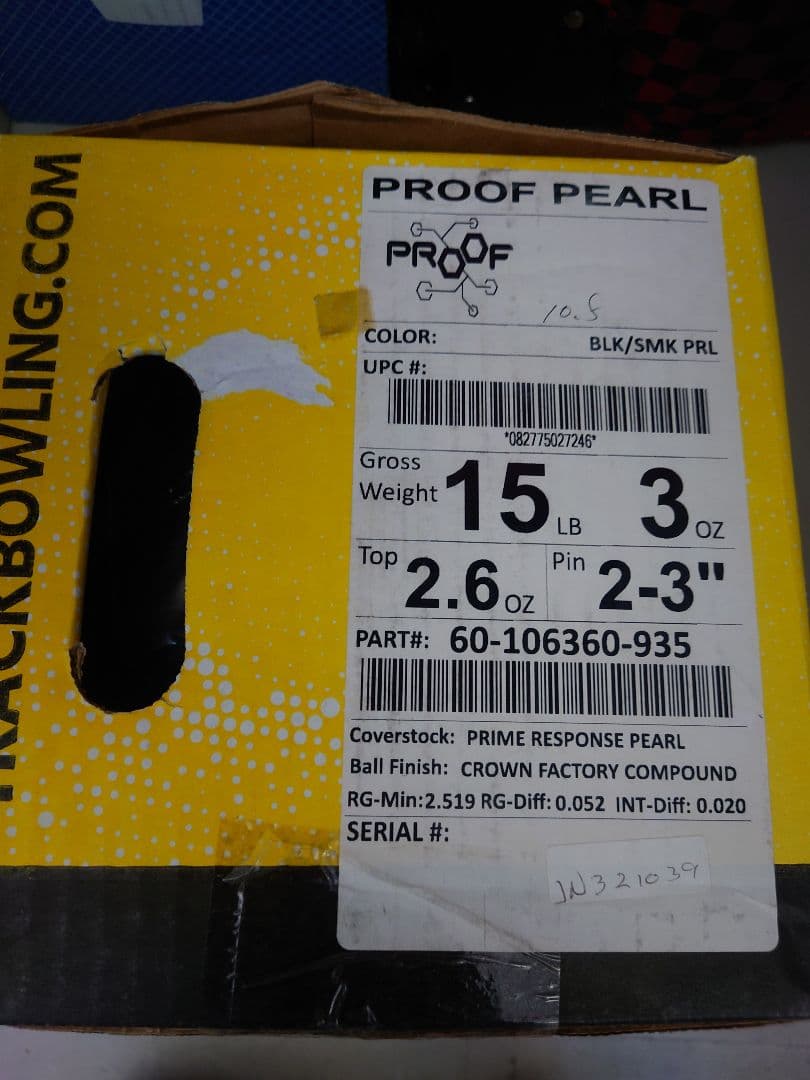 TRACKBOWLING.COM
PROOF PEARL
PROOF
10.5
COLOR: BLK/SMK PRL
UPC #:
*082775027246*
Gross Weight 15 LB 3 OZ
Top 2.6 OZ Pin 2-3"
PART#: 60-106360-935
Coverstock: PRIME RESPONSE PEARL
Ball Finish: CROWN FACTORY COMPOUND
RG-Min:2.519 RG-Diff: 0.052 INT-Diff: 0.020
SERIAL #:
JN321039